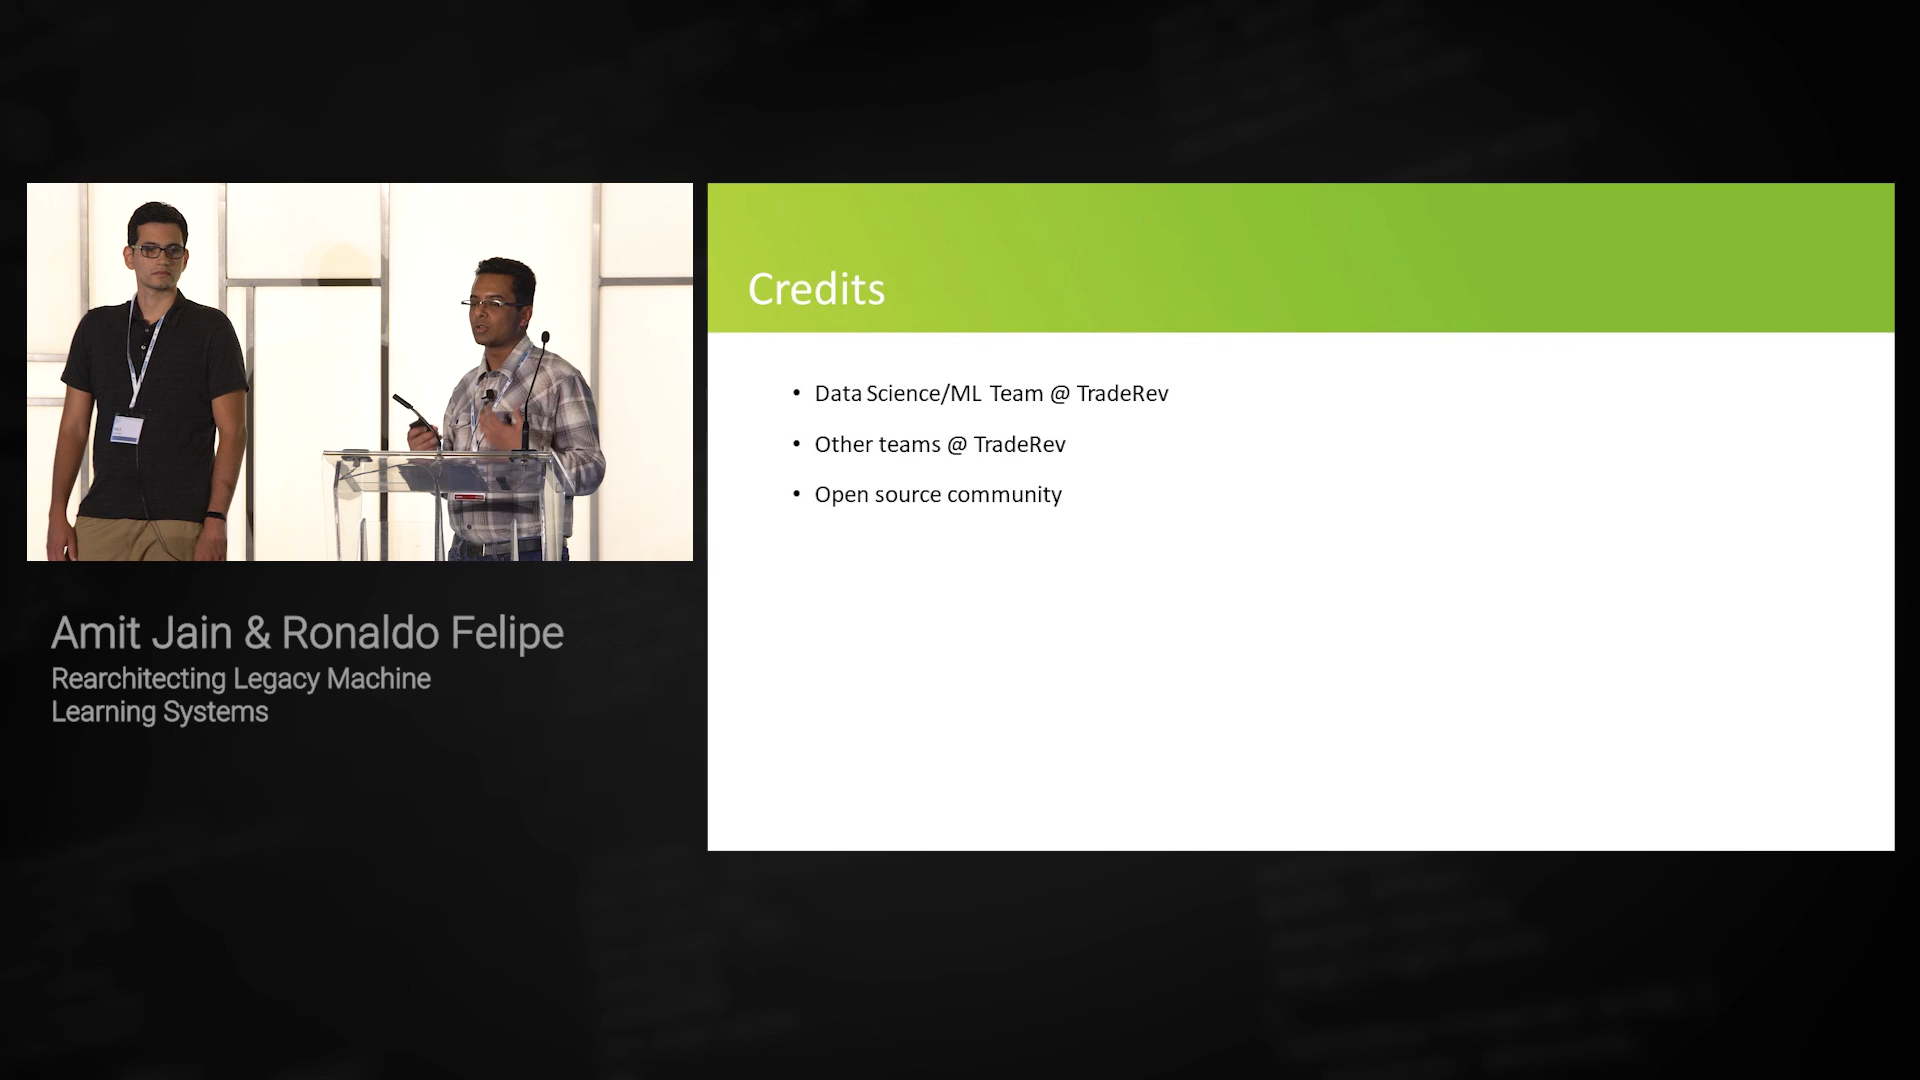 Credits
• Data Science/ML Team @ TradeRev
• Other teams @ TradeRev
• Open source community
Amit Jain & Ronaldo Felipe
Rearchitecting Legacy Machine
Learning Systems